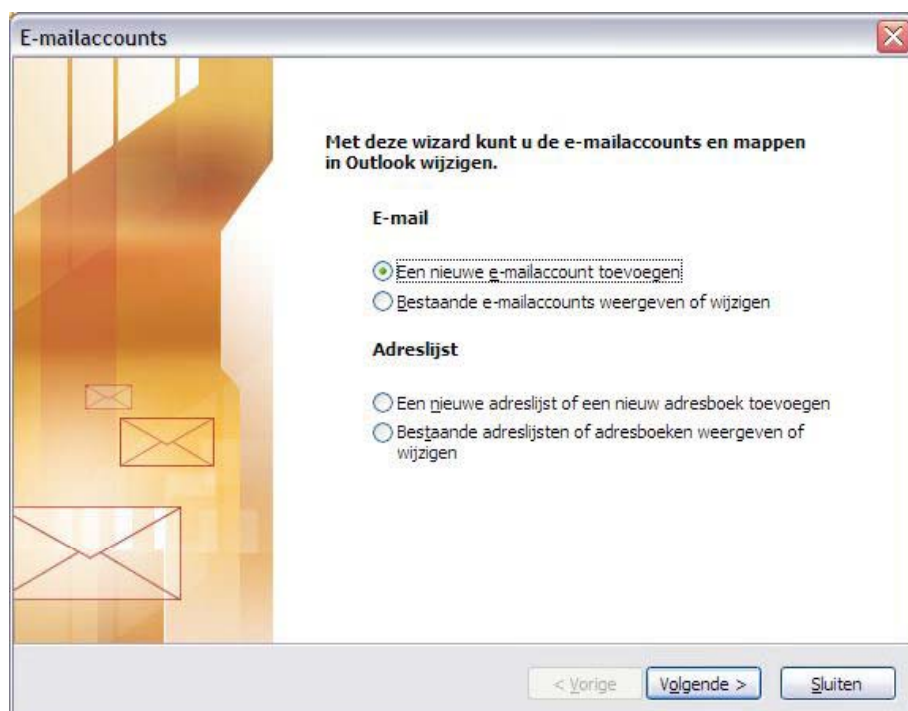 E-mailaccounts
Met deze wizard kunt u de e-mailaccounts en mappen
in Outlook wijzigen.
E-mail
Een nieuwe e-mailaccount toevoegen
Bestaande e-mailaccounts weergeven of wijzigen
Adreslijst
Een nieuwe adreslijst of een nieuw adresboek toevoegen
Bestaande adreslijsten of adresboeken weergeven of
wijzigen
< Vorige
Volgende >
Sluiten